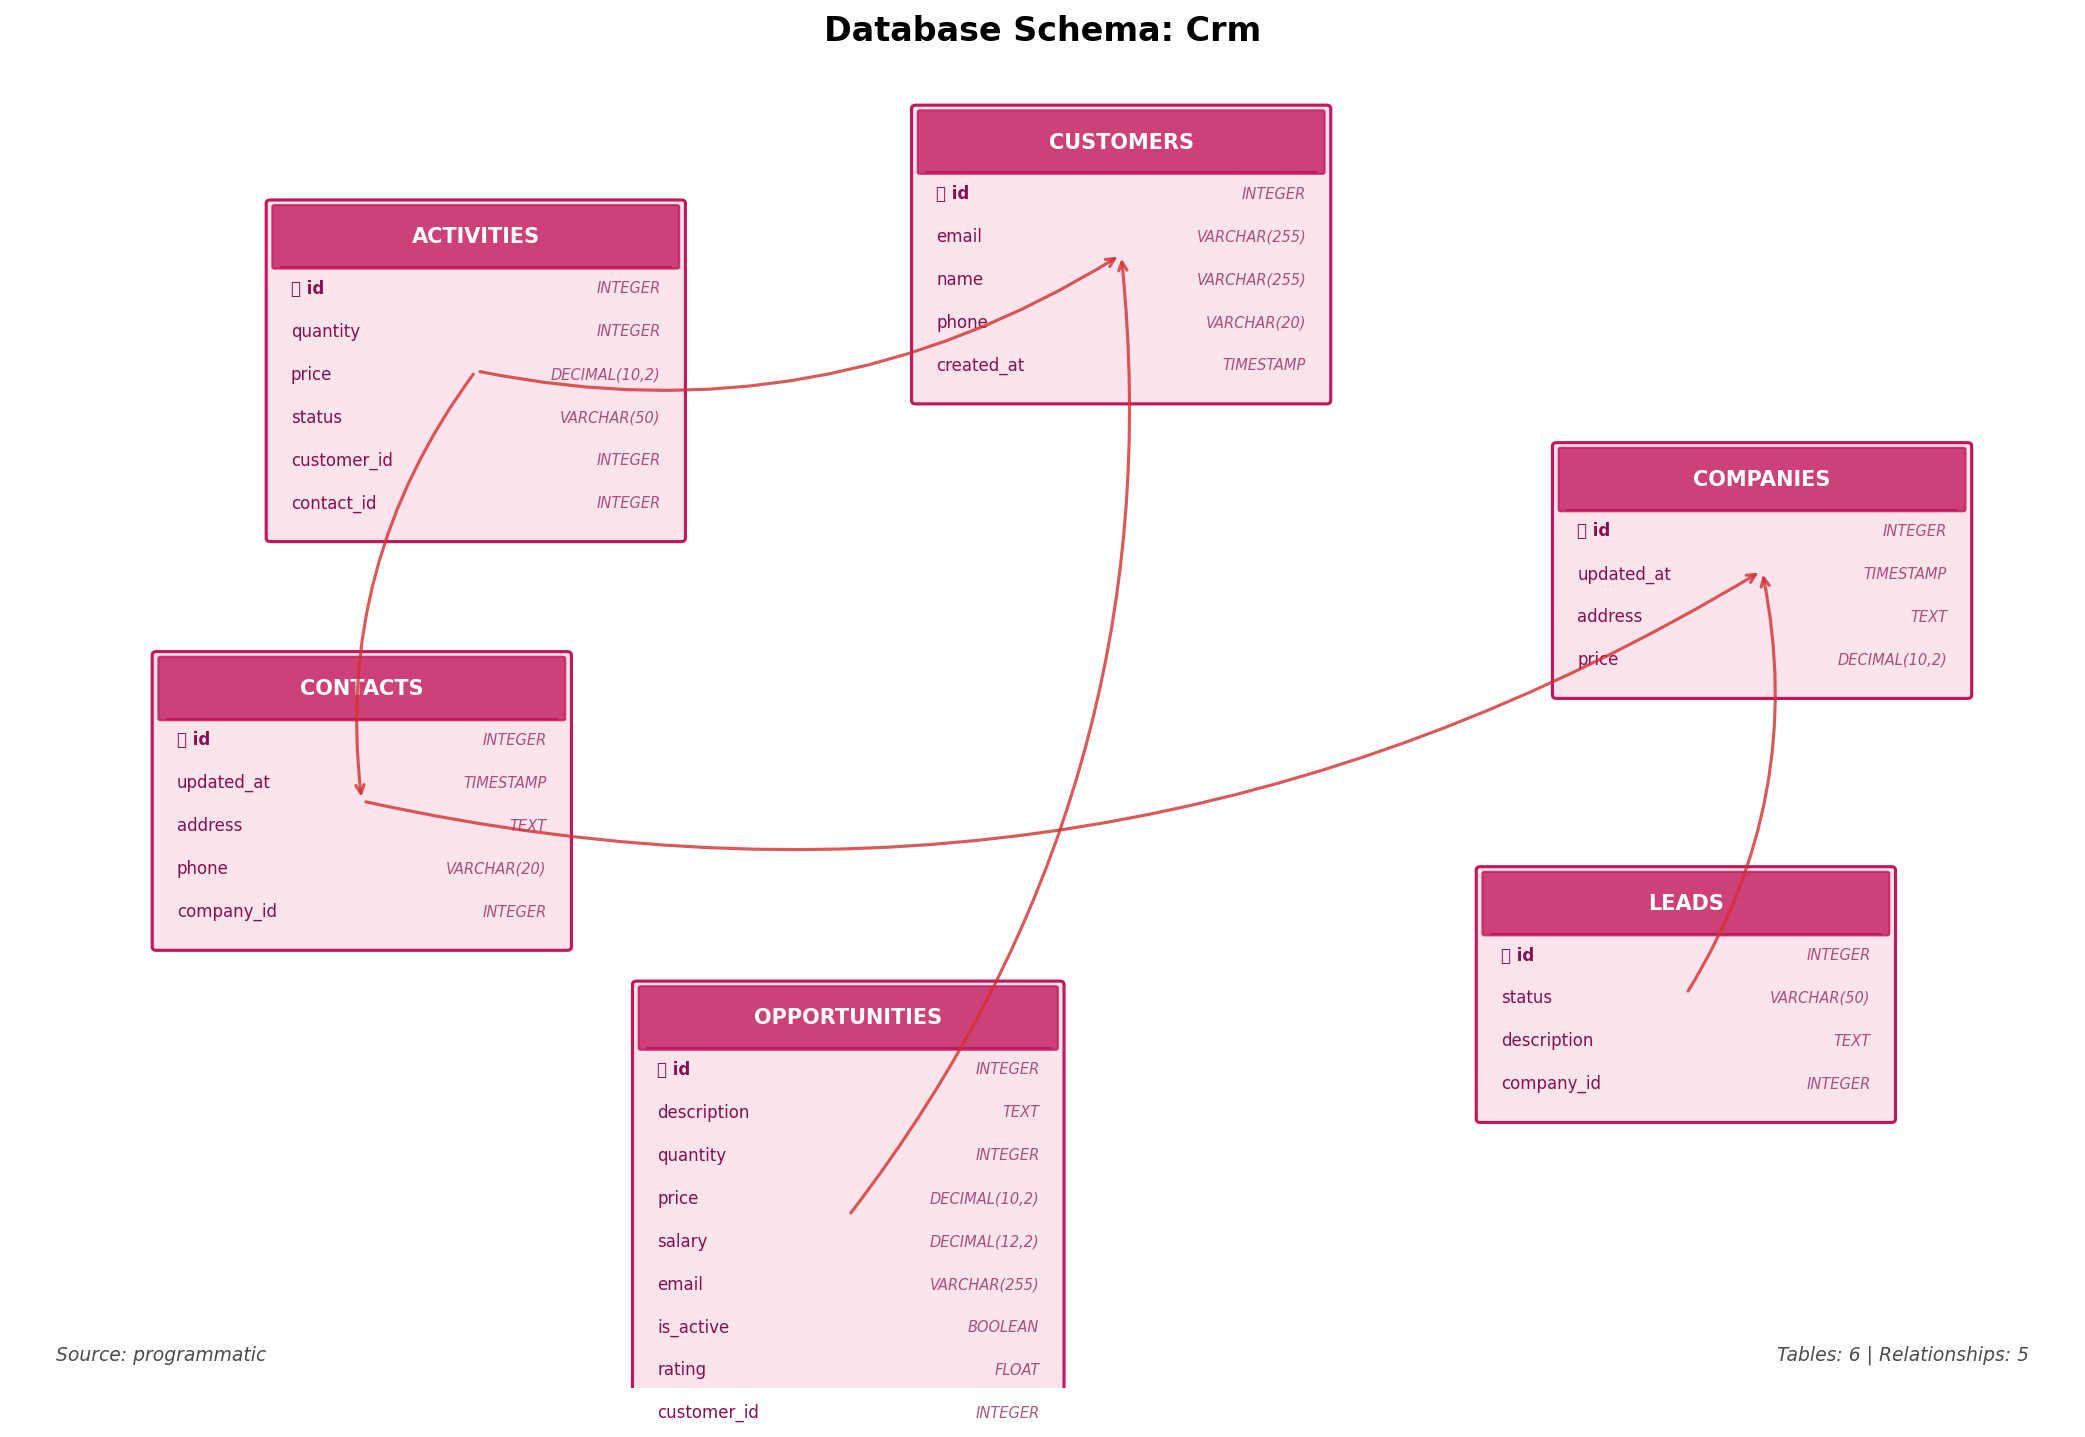 Database Schema: Crm
CUSTOMERS
id INTEGER
email VARCHAR(255)
name VARCHAR(255)
phone VARCHAR(20)
created_at TIMESTAMP
ACTIVITIES
id INTEGER
quantity INTEGER
price DECIMAL(10,2)
status VARCHAR(50)
customer_id INTEGER
contact_id INTEGER
COMPANIES
id INTEGER
updated_at TIMESTAMP
address TEXT
price DECIMAL(10,2)
CONTACTS
id INTEGER
updated_at TIMESTAMP
address TEXT
phone VARCHAR(20)
company_id INTEGER
LEADS
id INTEGER
status VARCHAR(50)
description TEXT
company_id INTEGER
OPPORTUNITIES
id INTEGER
description TEXT
quantity INTEGER
price DECIMAL(10,2)
salary DECIMAL(12,2)
email VARCHAR(255)
is_active BOOLEAN
rating FLOAT
customer_id INTEGER
Source: programmatic
Tables: 6 | Relationships: 5